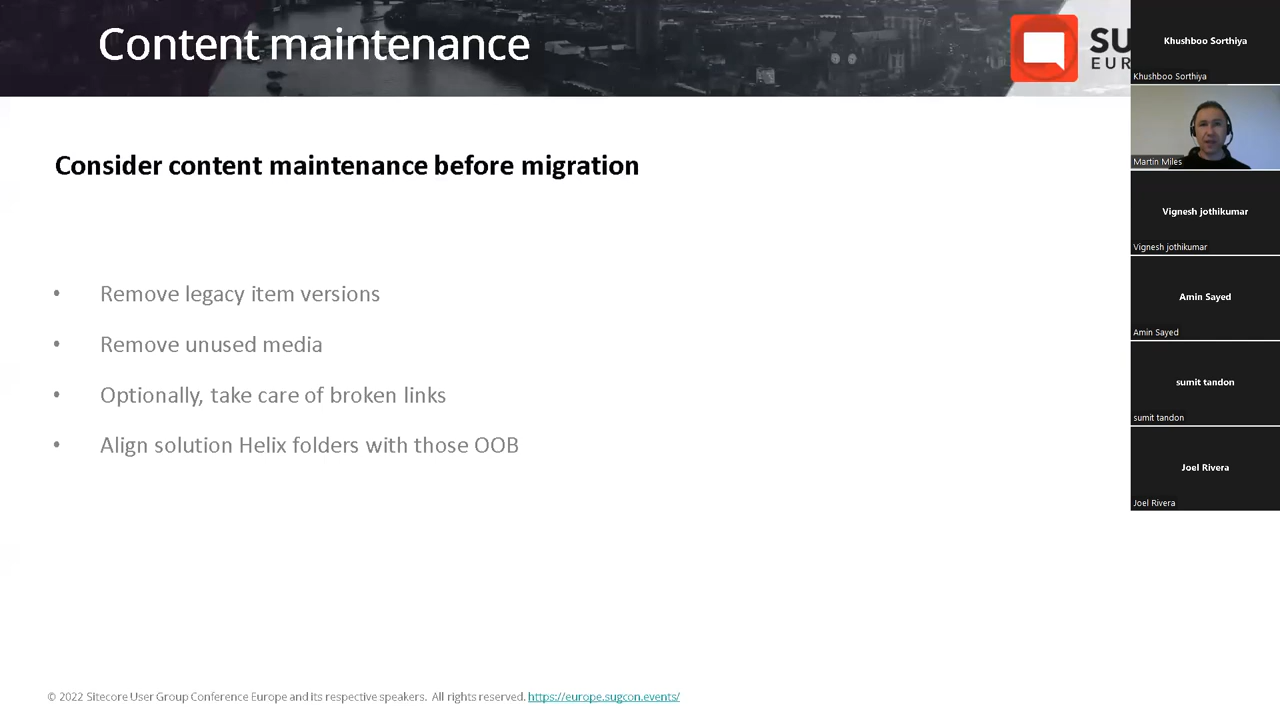 Content maintenance
SU
EUR
Consider content maintenance before migration
• Remove legacy item versions
• Remove unused media
• Optionally, take care of broken links
• Align solution Helix folders with those OOB
© 2022 Sitecore User Group Conference Europe and its respective speakers. All rights reserved. https://europe.sugcon.events/
Khushboo Sorthiya
Khushboo Sorthiya
Martin Miles
Vignesh jothikumar
Vignesh jothikumar
Amin Sayed
Amin Sayed
sumit tandon
sumit tandon
Joel Rivera
Joel Rivera